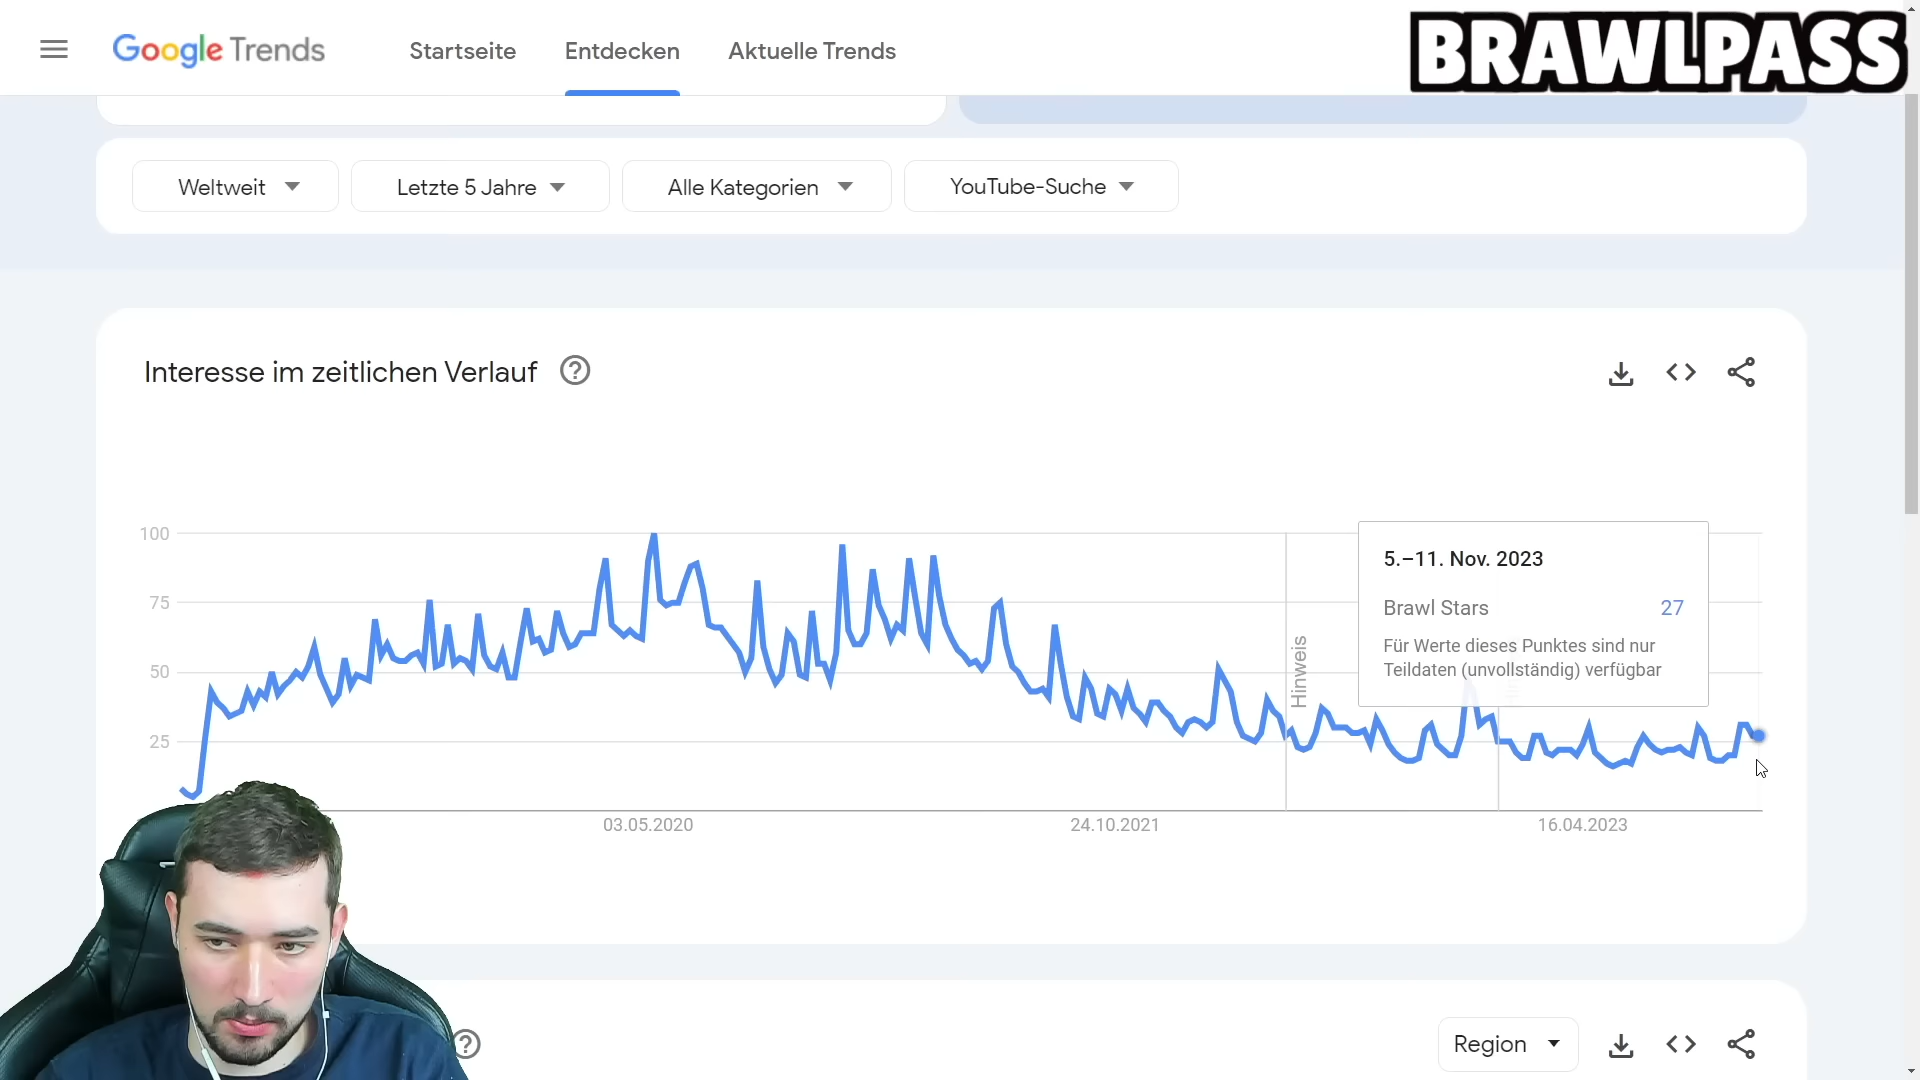 Google Trends
Startseite
Entdecken
Aktuelle Trends
BRAWLPASS
Weltweit
Letzte 5 Jahre
Alle Kategorien
YouTube-Suche
Interesse im zeitlichen Verlauf
100
75
50
25
Hinweis
5.–11. Nov. 2023
Brawl Stars 27
Für Werte dieses Punktes sind nur
Teildaten (unvollständig) verfügbar
03.05.2020
24.10.2021
16.04.2023
Region